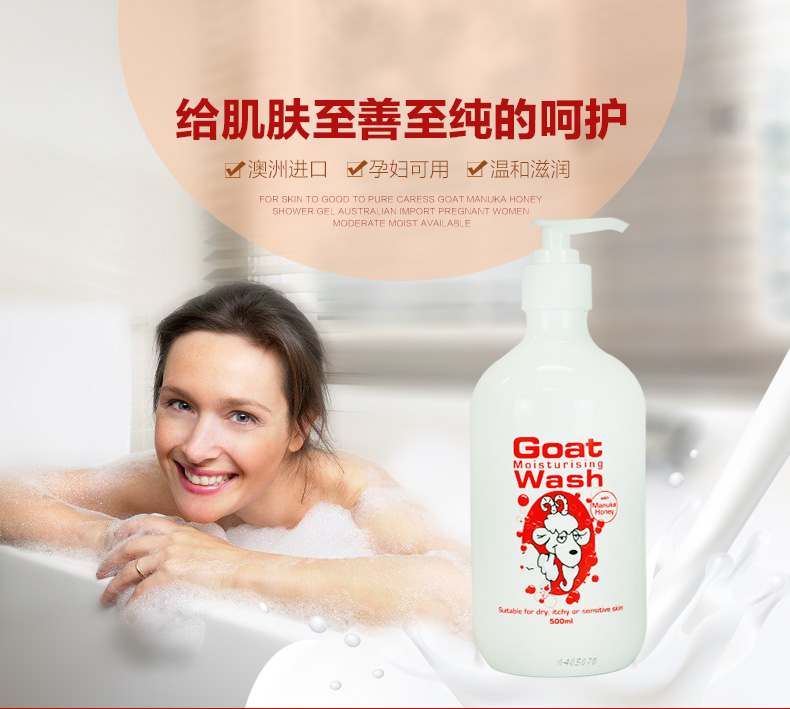 给肌肤至善至纯的呵护
澳洲进口 孕妇可用 温和滋润
FOR SKIN TO GOOD TO PURE CARESS GOAT MANUKA HONEY
SHOWER GEL AUSTRALIAN IMPORT PREGNANT WOMEN
MODERATE MOIST AVAILABLE
Goat
Moisturising
Wash
with
Manuka
Honey
Suitable for dry, itchy or sensitive skin
500ml